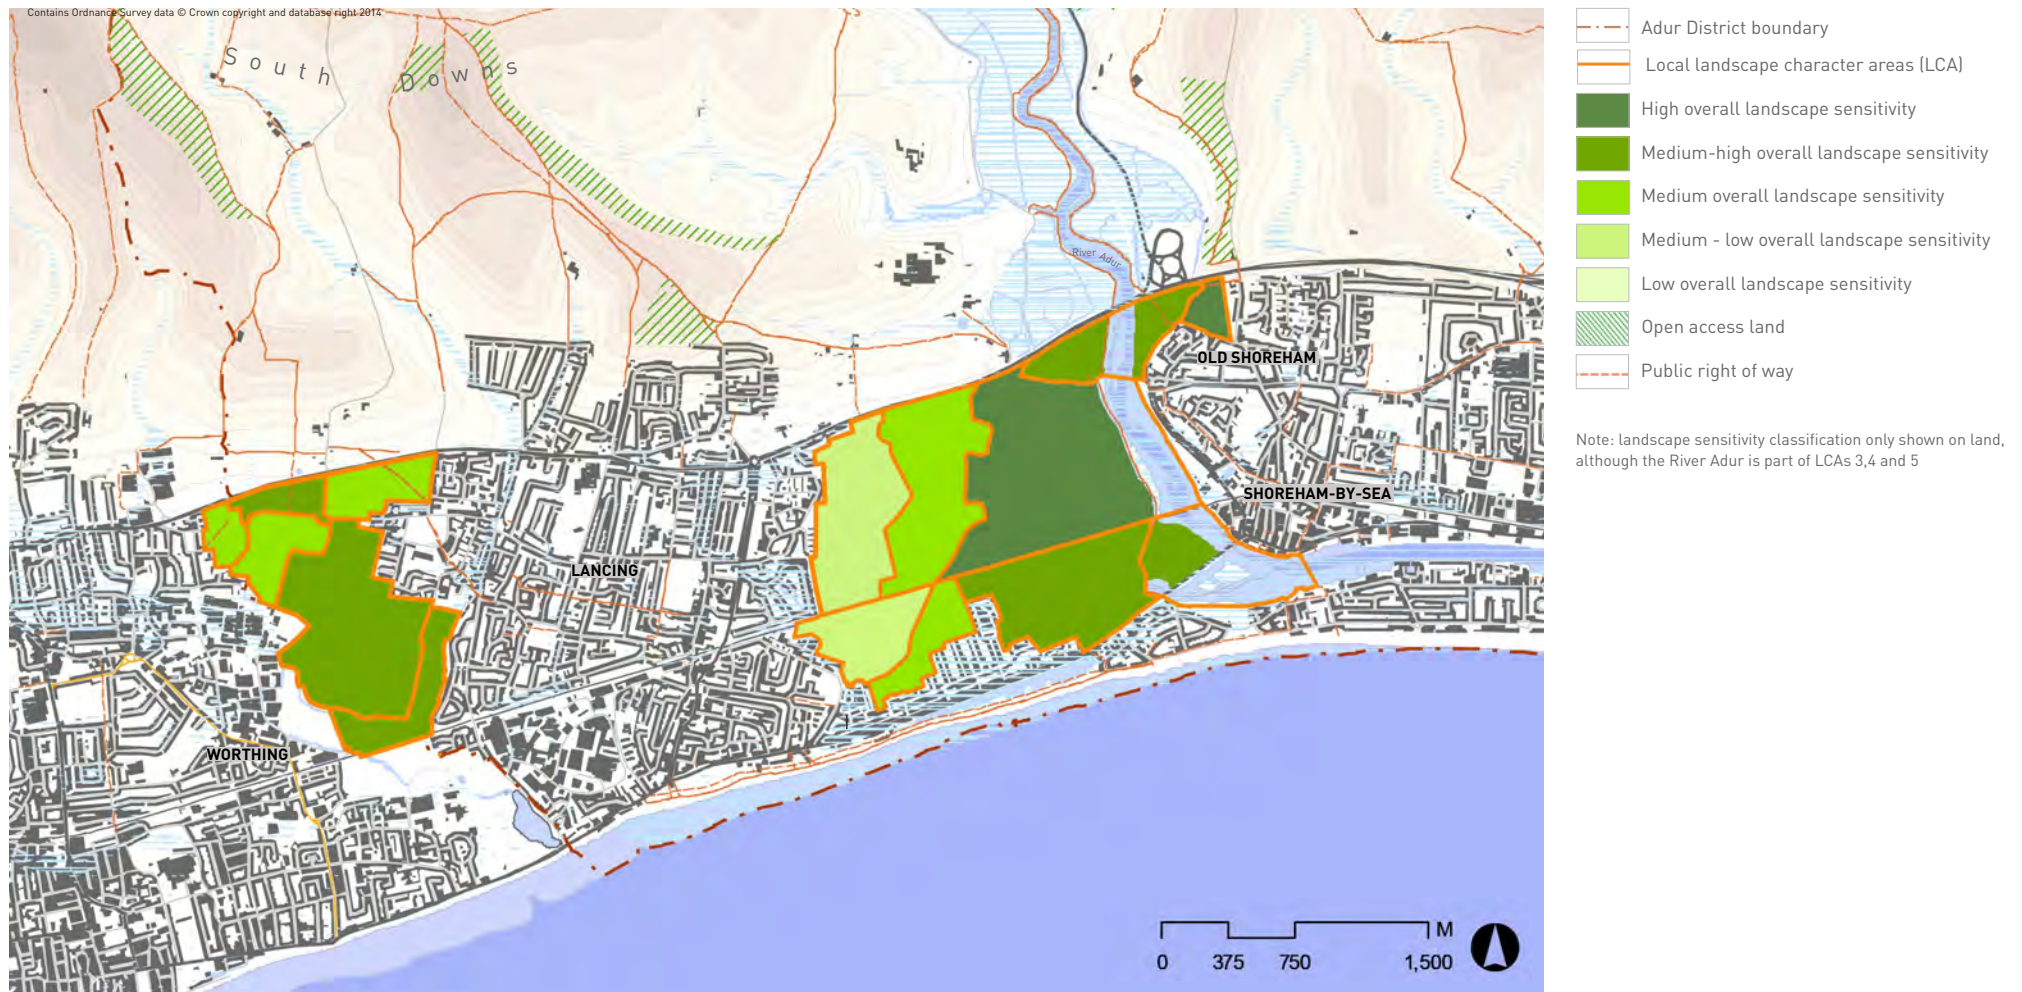 Contains Ordnance Survey data © Crown copyright and database right 2014
South Downs
River Adur
OLD SHOREHAM
SHOREHAM-BY-SEA
LANCING
WORTHING
0 375 750 1,500 M
Adur District boundary
Local landscape character areas (LCA)
High overall landscape sensitivity
Medium-high overall landscape sensitivity
Medium overall landscape sensitivity
Medium - low overall landscape sensitivity
Low overall landscape sensitivity
Open access land
Public right of way
Note: landscape sensitivity classification only shown on land,
although the River Adur is part of LCAs 3,4 and 5